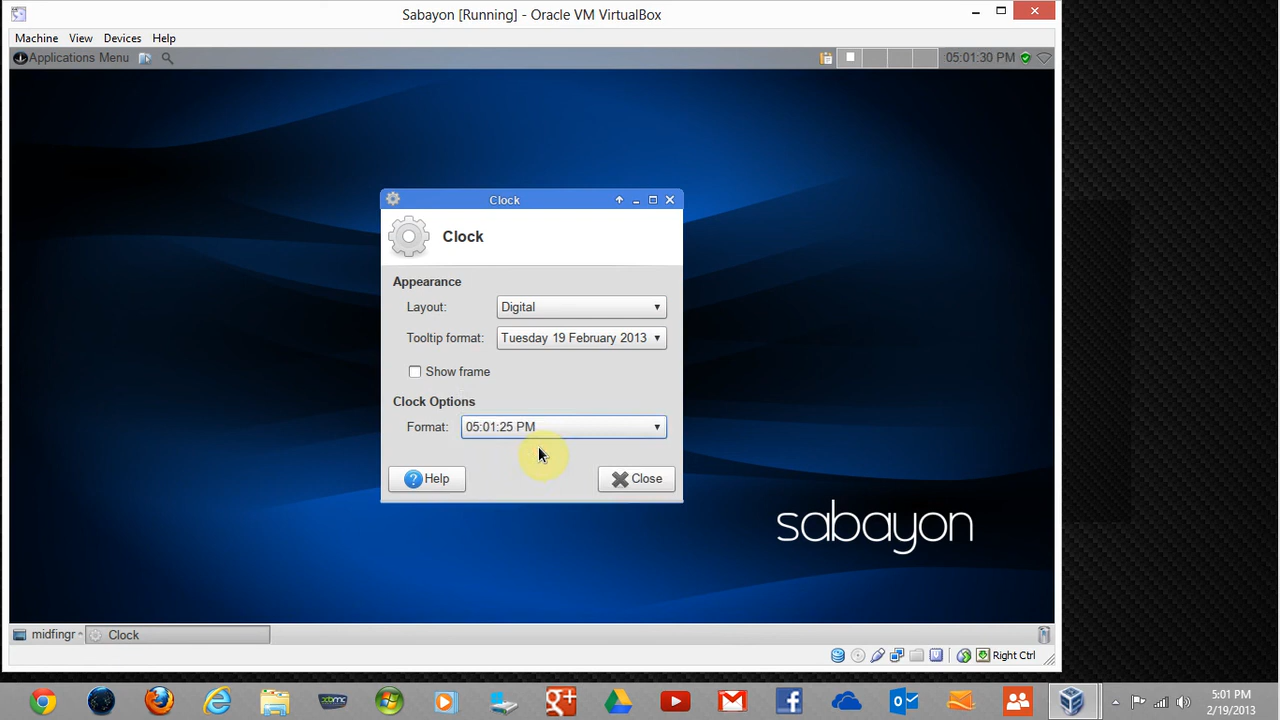 Sabayon [Running] - Oracle VM VirtualBox
Machine View Devices Help
Applications Menu
05:01:30 PM
Clock
Clock
Appearance
Layout: Digital
Tooltip format: Tuesday 19 February 2013
Show frame
Clock Options
Format: 05:01:25 PM
? Help
Close
sabayon
midfingr
Clock
Right Ctrl
5:01 PM
2/19/2013